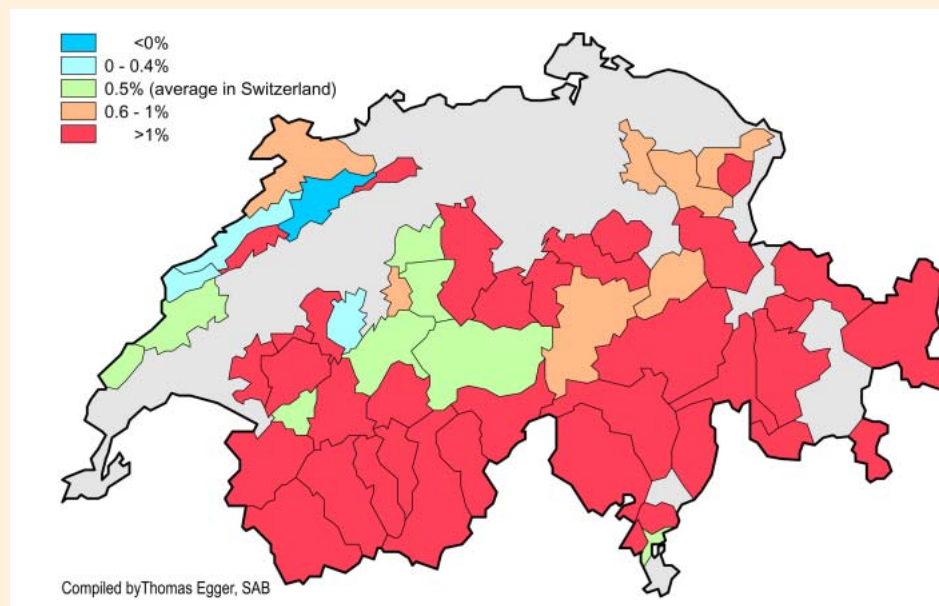 <0%
0 - 0.4%
0.5% (average in Switzerland)
0.6 - 1%
>1%
Compiled byThomas Egger, SAB